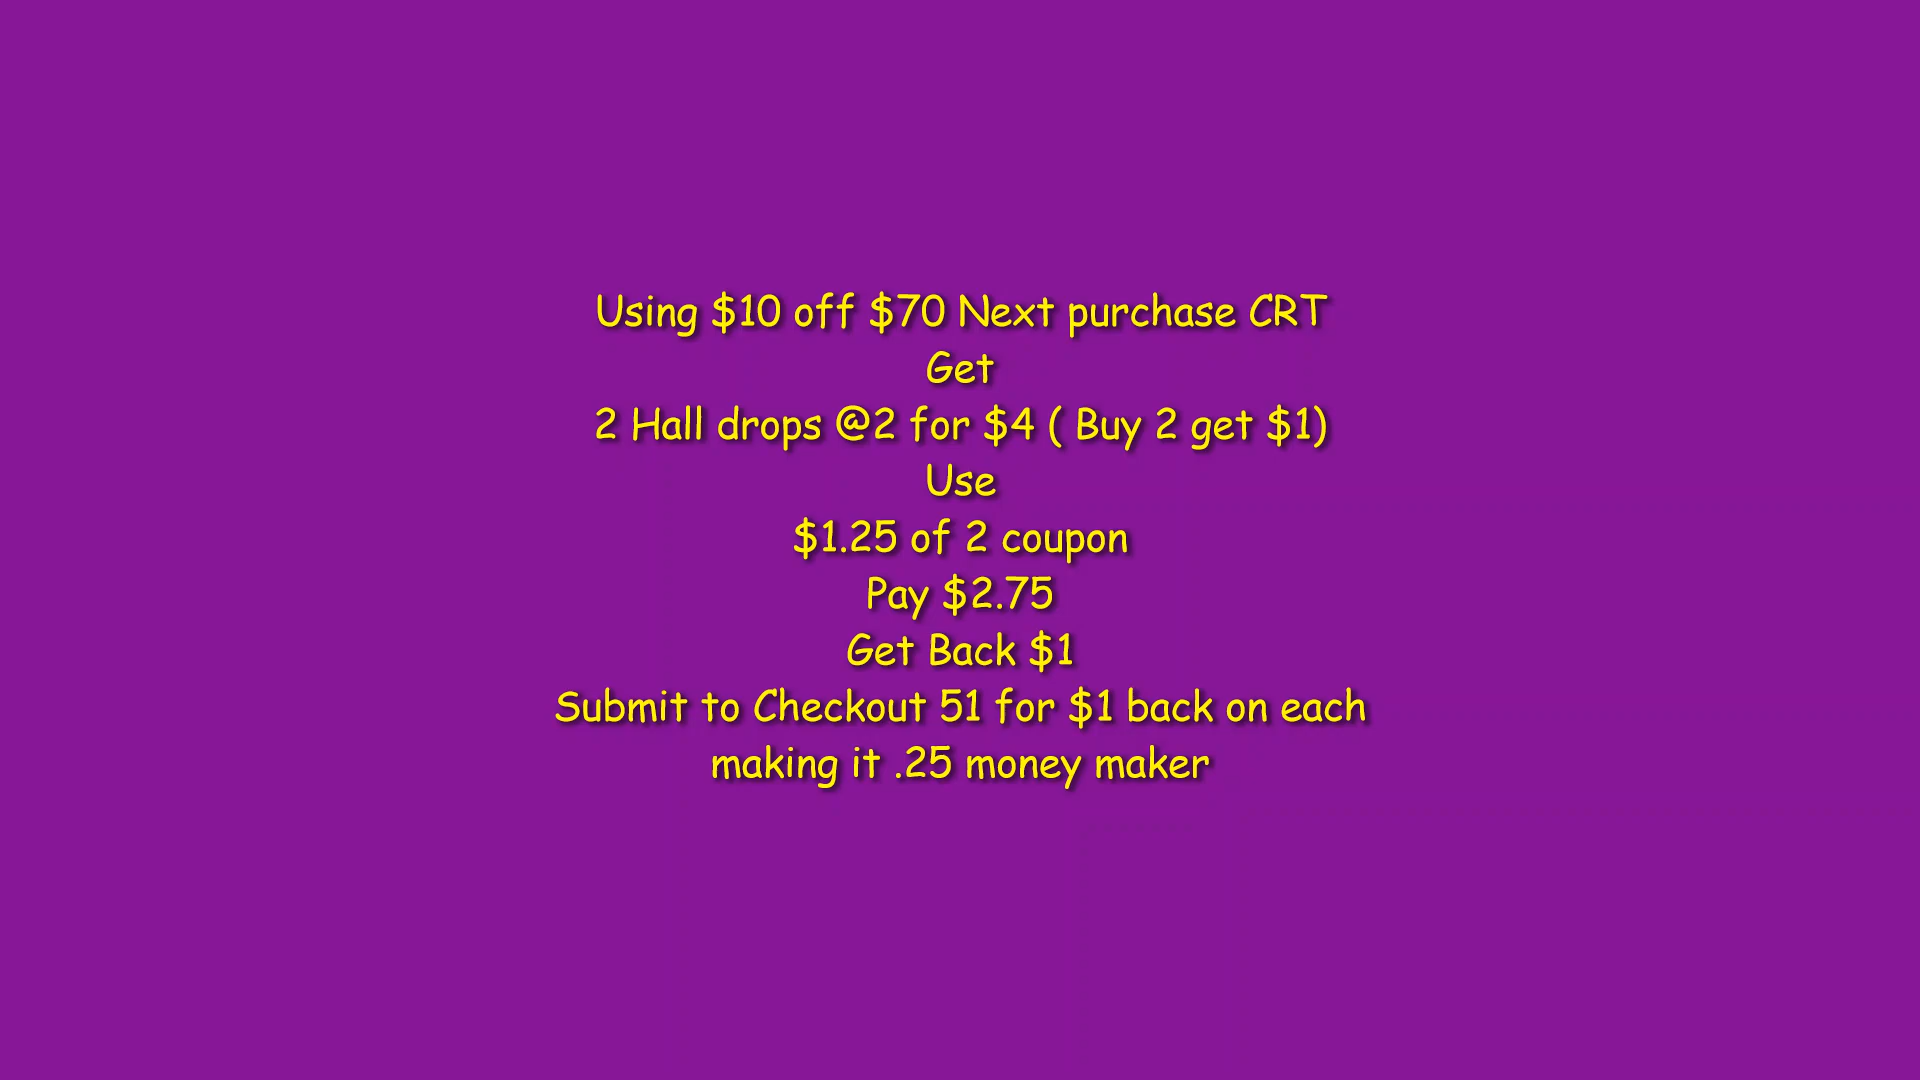 Using $10 off $70 Next purchase CRT
Get
2 Hall drops @2 for $4 ( Buy 2 get $1)
Use
$1.25 of 2 coupon
Pay $2.75
Get Back $1
Submit to Checkout 51 for $1 back on each
making it .25 money maker